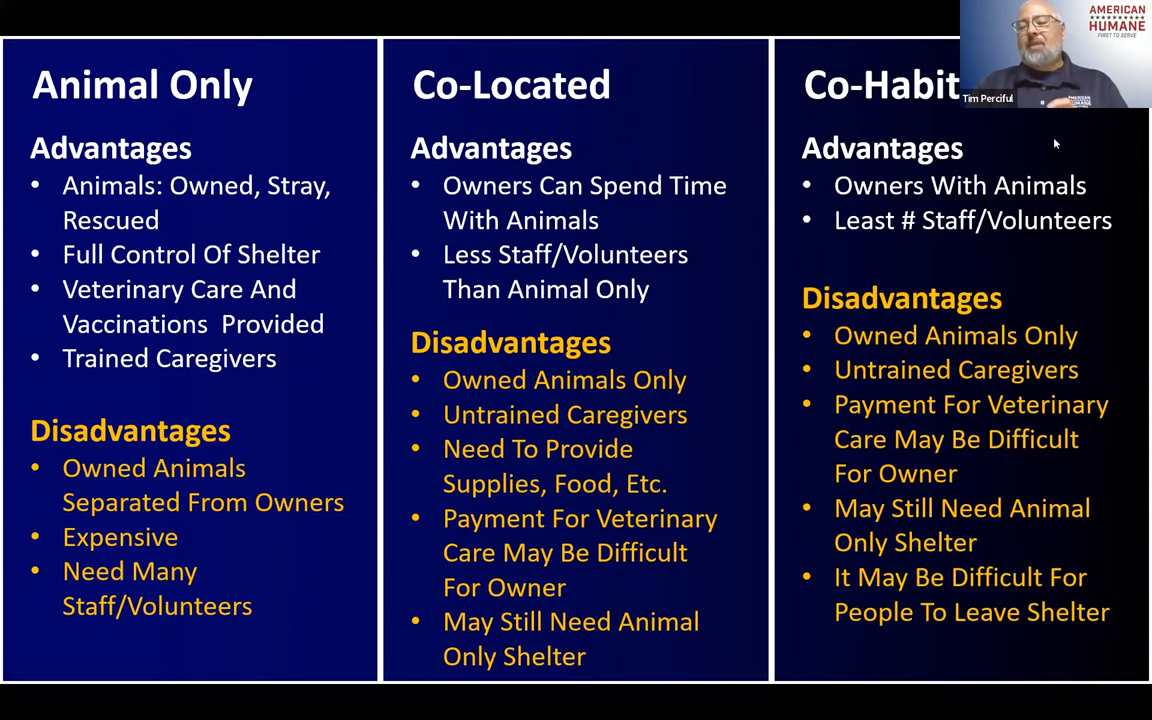 Animal Only
Advantages
• Animals: Owned, Stray,
Rescued
• Full Control Of Shelter
• Veterinary Care And
Vaccinations  Provided
• Trained Caregivers
Disadvantages
• Owned Animals
Separated From Owners
• Expensive
• Need Many
Staff/Volunteers
Co-Located
Advantages
• Owners Can Spend Time
With Animals
• Less Staff/Volunteers
Than Animal Only
Disadvantages
• Owned Animals Only
• Untrained Caregivers
• Need To Provide
Supplies, Food, Etc.
• Payment For Veterinary
Care May Be Difficult
For Owner
• May Still Need Animal
Only Shelter
Co-Habit
Advantages
• Owners With Animals
• Least # Staff/Volunteers
Disadvantages
• Owned Animals Only
• Untrained Caregivers
• Payment For Veterinary
Care May Be Difficult
For Owner
• May Still Need Animal
Only Shelter
• It May Be Difficult For
People To Leave Shelter
AMERICAN
HUMANE
FIRST TO SERVE
Tim Perciful
AMERICAN
HUMANE